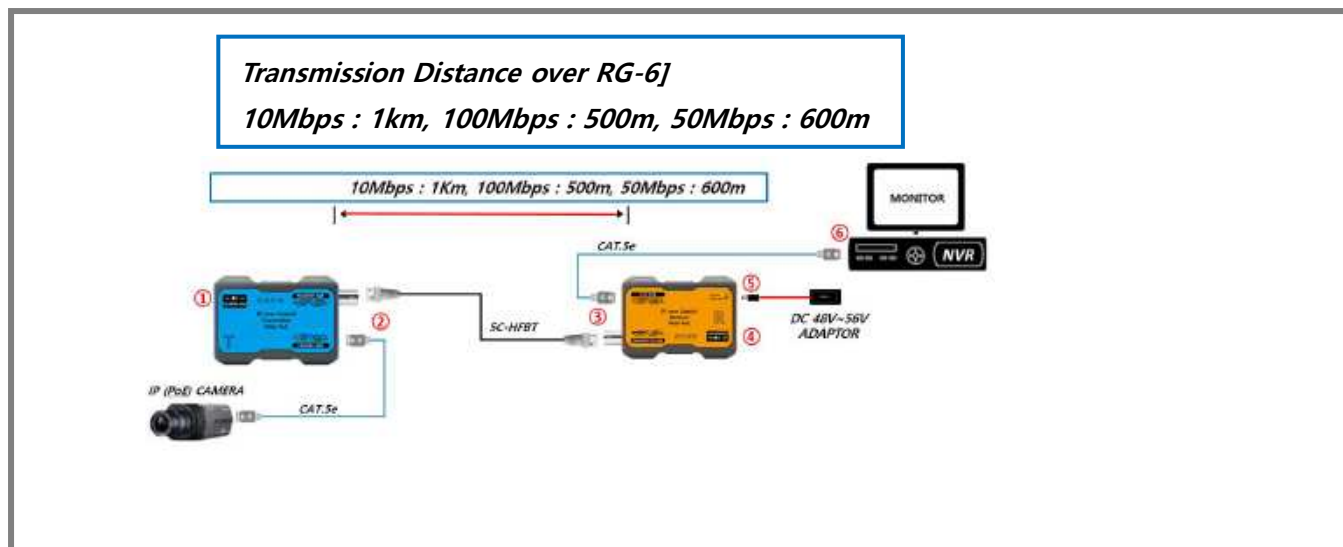 Transmission Distance over RG-6]
10Mbps : 1km, 100Mbps : 500m, 50Mbps : 600m
10Mbps : 1Km, 100Mbps : 500m, 50Mbps : 600m
MONITOR
⑥
CAT.5e
NVR
①
②
③
⑤
5C-HFBT
④
DC 48V~56V
ADAPTOR
IP (PoE) CAMERA
CAT.5e